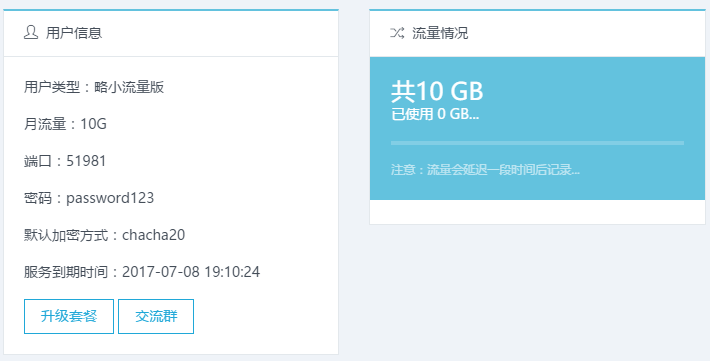 用户信息
用户类型：略小流量版
月流量：10G
端口：51981
密码：password123
默认加密方式：chacha20
服务到期时间：2017-07-08 19:10:24
升级套餐 交流群
流量情况
共10 GB
已使用 0 GB...
注意：流量会延迟一段时间后记录...